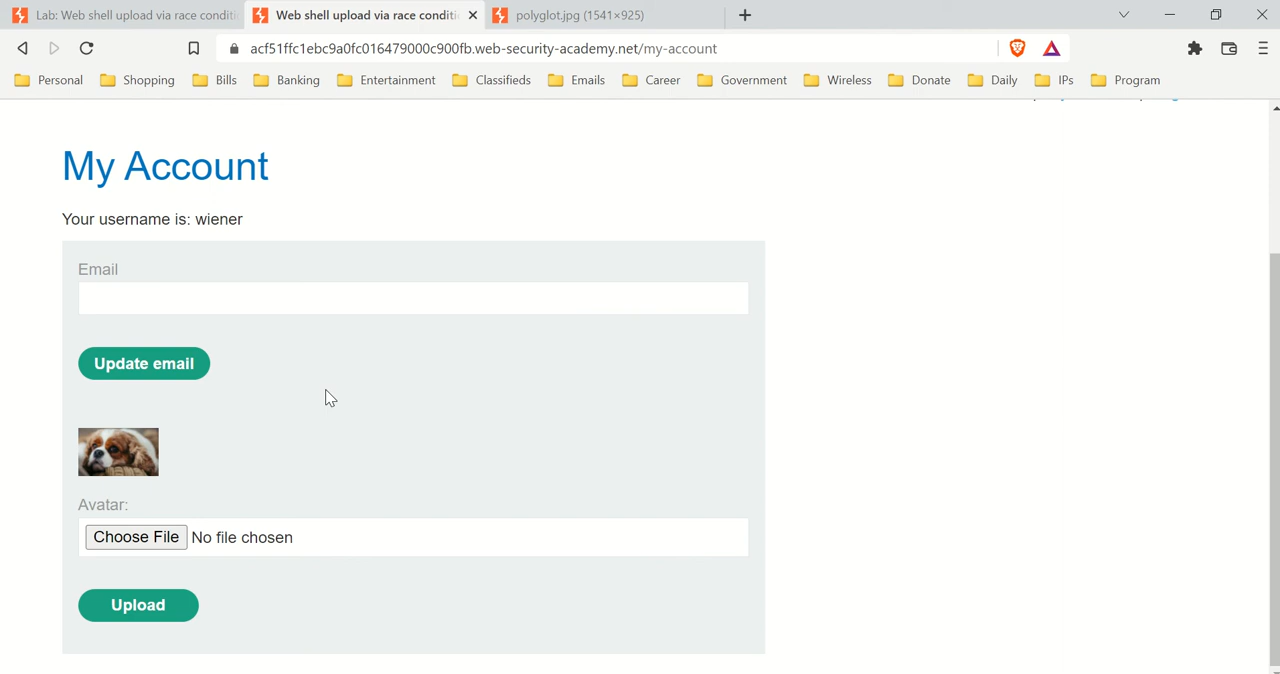 Lab: Web shell upload via race conditi
Web shell upload via race conditi
polyglot.jpg (1541×925)
acf51ffc1ebc9a0fc016479000c900fb.web-security-academy.net/my-account
Personal Shopping Bills Banking Entertainment Classifieds Emails Career Government Wireless Donate Daily IPs Program
My Account
Your username is: wiener
Email
Update email
Avatar:
Choose File No file chosen
Upload